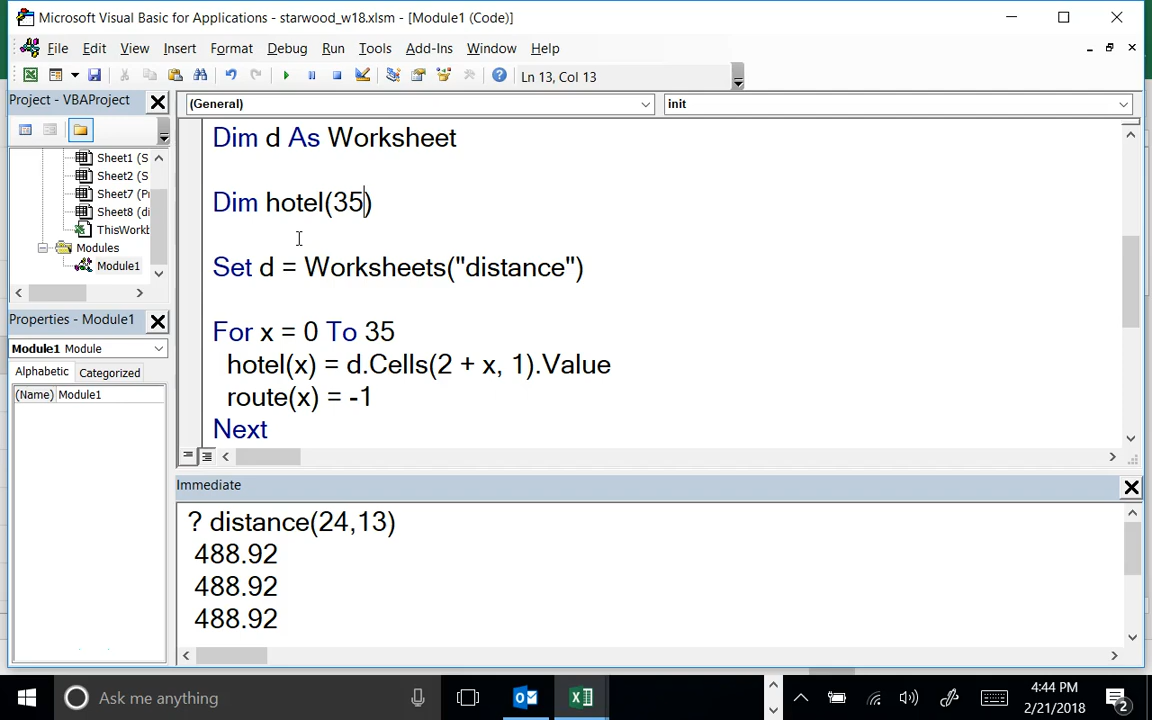 Microsoft Visual Basic for Applications - starwood_w18.xlsm - [Module1 (Code)]
File Edit View Insert Format Debug Run Tools Add-Ins Window Help
Ln 13, Col 13
Project - VBAProject
(General)
init
Sheet1 (S
Sheet2 (S
Sheet7 (P
Sheet8 (di
ThisWorkb
Modules
Module1
Dim d As Worksheet
Dim hotel(35)
Set d = Worksheets("distance")
For x = 0 To 35
hotel(x) = d.Cells(2 + x, 1).Value
route(x) = -1
Next
Properties - Module1
Module1 Module
Alphabetic Categorized
(Name) Module1
Immediate
? distance(24,13)
488.92
488.92
488.92
Ask me anything
4:44 PM
2/21/2018
2